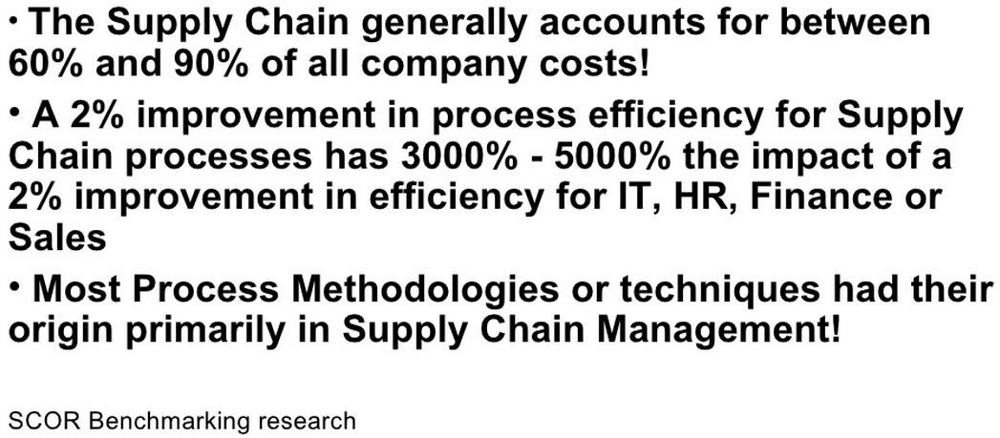 • The Supply Chain generally accounts for between
60% and 90% of all company costs!
• A 2% improvement in process efficiency for Supply
Chain processes has 3000% - 5000% the impact of a
2% improvement in efficiency for IT, HR, Finance or
Sales
• Most Process Methodologies or techniques had their
origin primarily in Supply Chain Management!
SCOR Benchmarking research